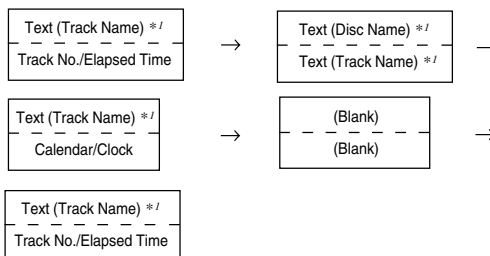 Text (Track Name) *1
Track No./Elapsed Time
→
Text (Disc Name) *1
Text (Track Name) *1
→
Text (Track Name) *1
Calendar/Clock
→
(Blank)
(Blank)
→
Text (Track Name) *1
Track No./Elapsed Time